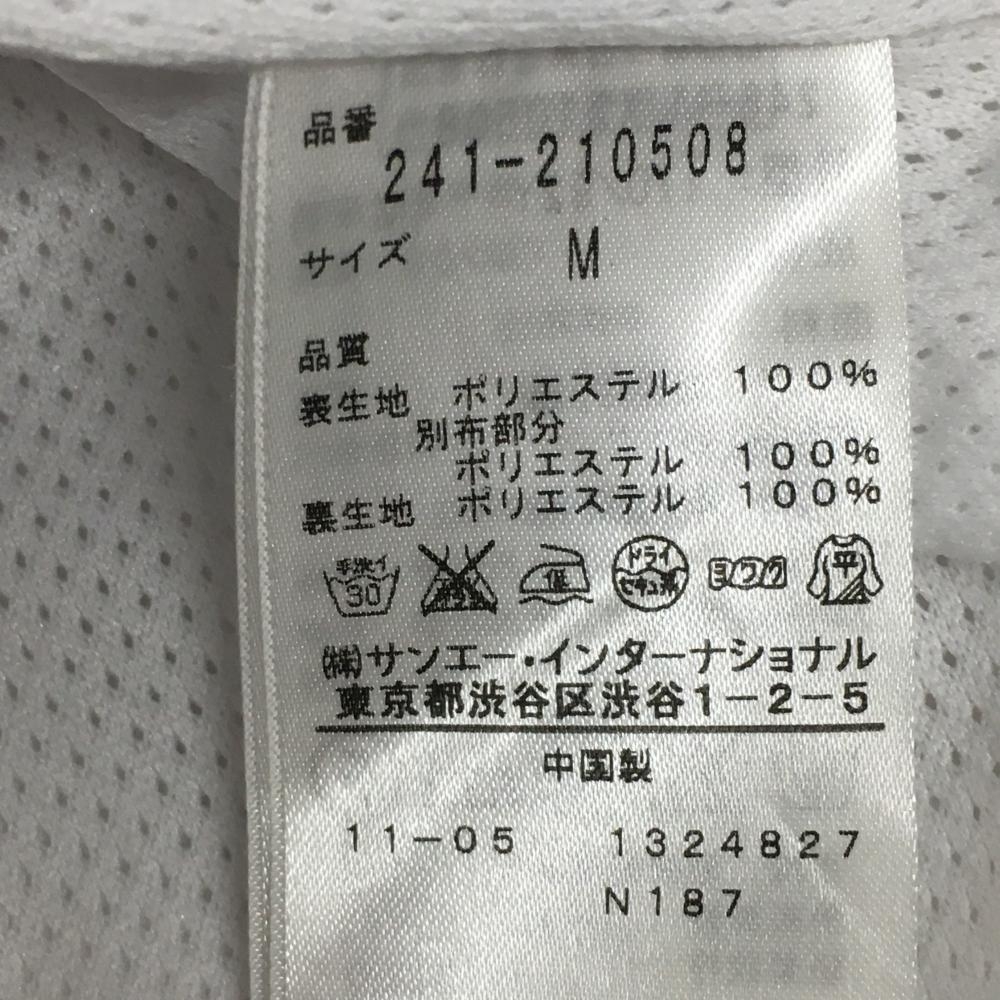 品番
241-210508
サイズ M
品質
表生地 ポリエステル 100%
別布部分
ポリエステル 100%
裏生地 ポリエステル 100%
手洗イ 30 低 ドライ セキユ系 ヨワク 平
㈱サンエー・インターナショナル
東京都渋谷区渋谷1-2-5
中国製
11-05 1324827
N187